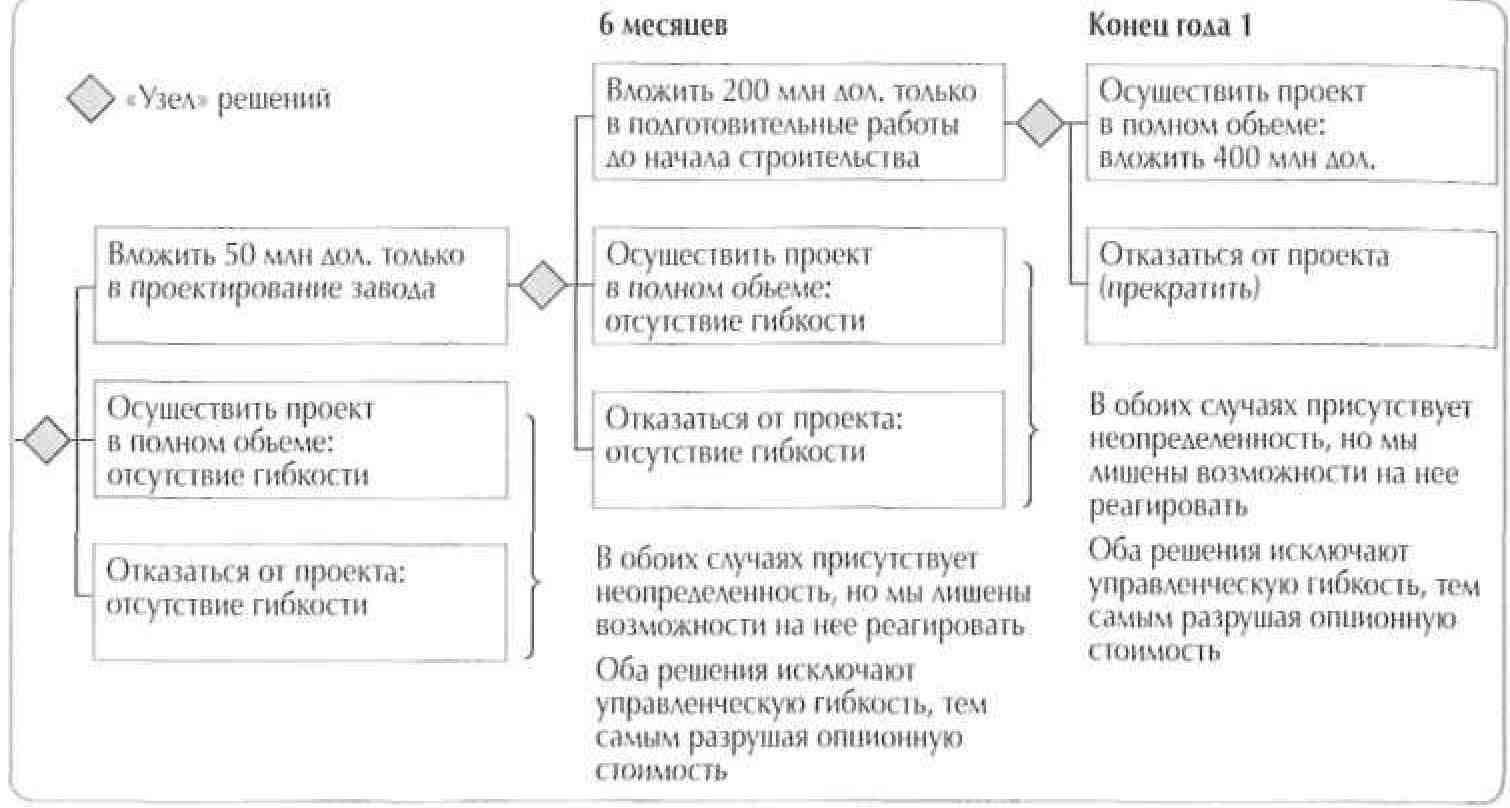 6 месяцев
Конец года 1
«Узел» решений
Вложить 200 млн дол. только
в подготовительные работы
до начала строительства
Осуществить проект
в полном объеме:
вложить 400 млн дол.
Вложить 50 млн дол. только
в проектирование завода
Осуществить проект
в полном объеме:
отсутствие гибкости
Отказаться от проекта
(прекратить)
Осуществить проект
в полном объеме:
отсутствие гибкости
Отказаться от проекта:
отсутствие гибкости
Отказаться от проекта:
отсутствие гибкости
В обоих случаях присутствует
неопределенность, но мы лишены
возможности на нее реагировать
Оба решения исключают
управленческую гибкость, тем
самым разрушая опционную
стоимость
В обоих случаях присутствует
неопределенность, но мы
лишены возможности на нее
реагировать
Оба решения исключают
управленческую гибкость, тем
самым разрушая опционную
стоимость